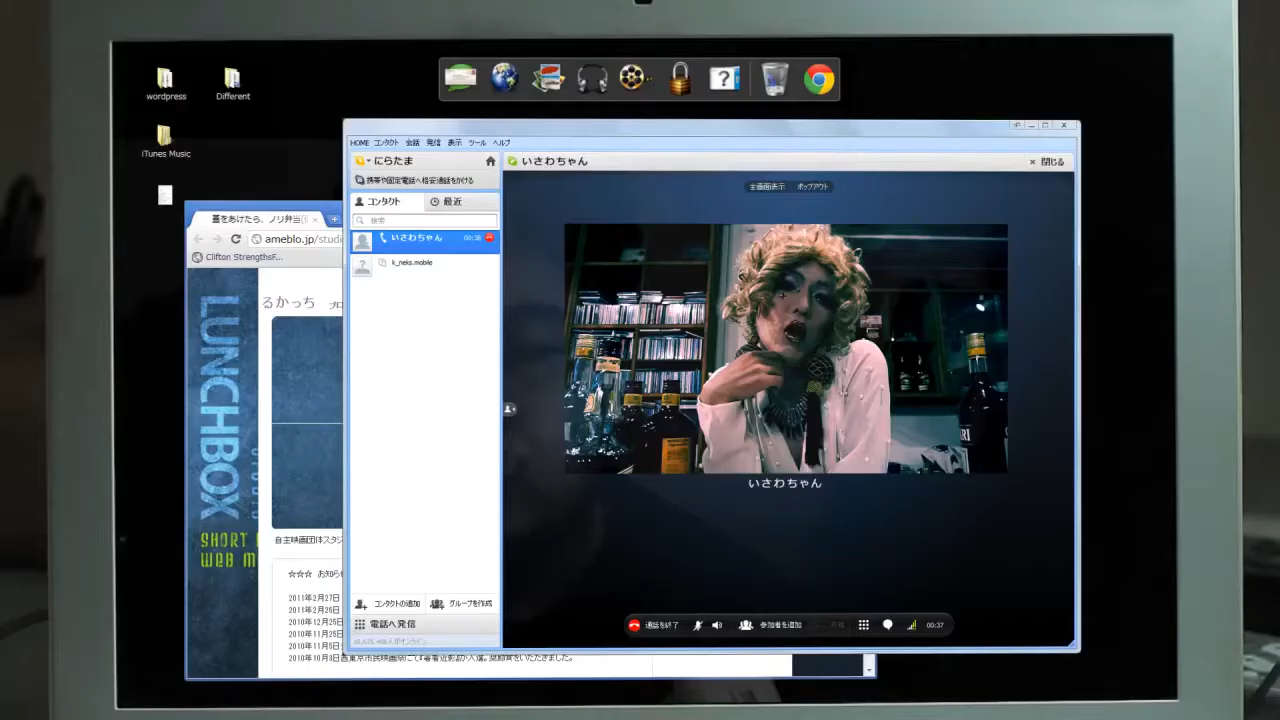 wordpress
Different
iTunes Music
HOME コンタクト 会話 発信 表示 ツール ヘルプ
にらたま
いさわちゃん
× 閉じる
携帯や固定電話へ格安通話をかける
全画面表示 ポップアウト
コンタクト
最近
検索
蓋をあけたら、ノリ弁当
ameblo.jp/studi
いさわちゃん 00:38
Clifton StrengthsF...
k_neks.mobile
るかっち
LUNCHBOX
SHORT
WEB M
いさわちゃん
自主映画団体スタジ
☆☆☆ お知らせ
2011年2月27日
2011年2月26日
2010年12月25日
2010年11月25日
2010年11月5日
コンタクトの追加
グループを作成
電話へ発信
通話を終了
参加者を追加
00:37